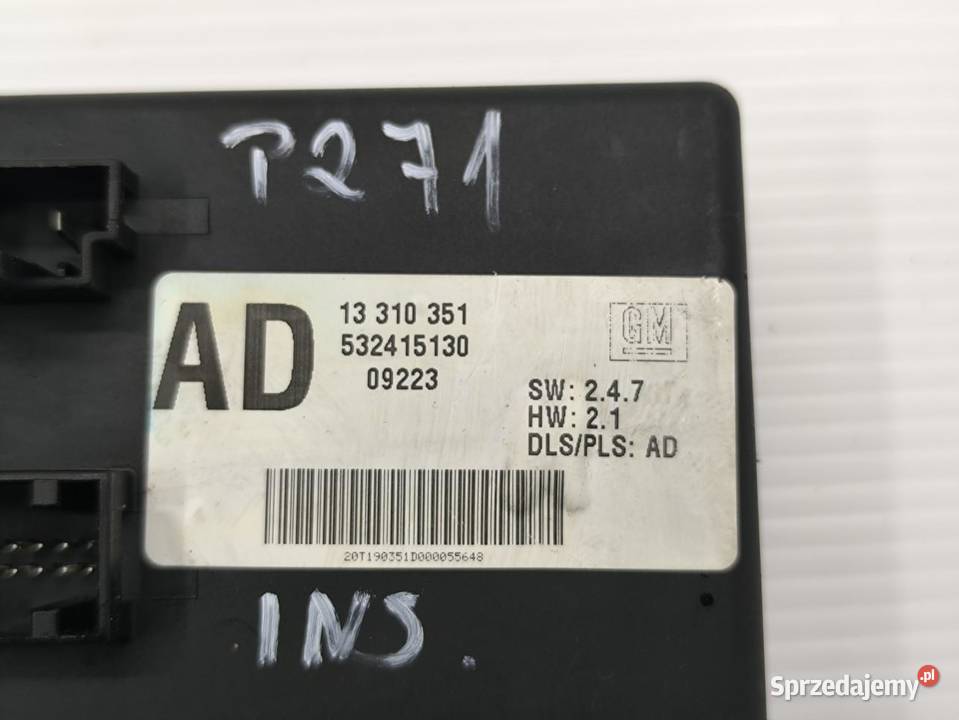 P271
AD
13 310 351
532415130
09223
GM
SW: 2.4.7
HW: 2.1
DLS/PLS: AD
20T190351D000055648
INS.
Sprzedajemy.pl